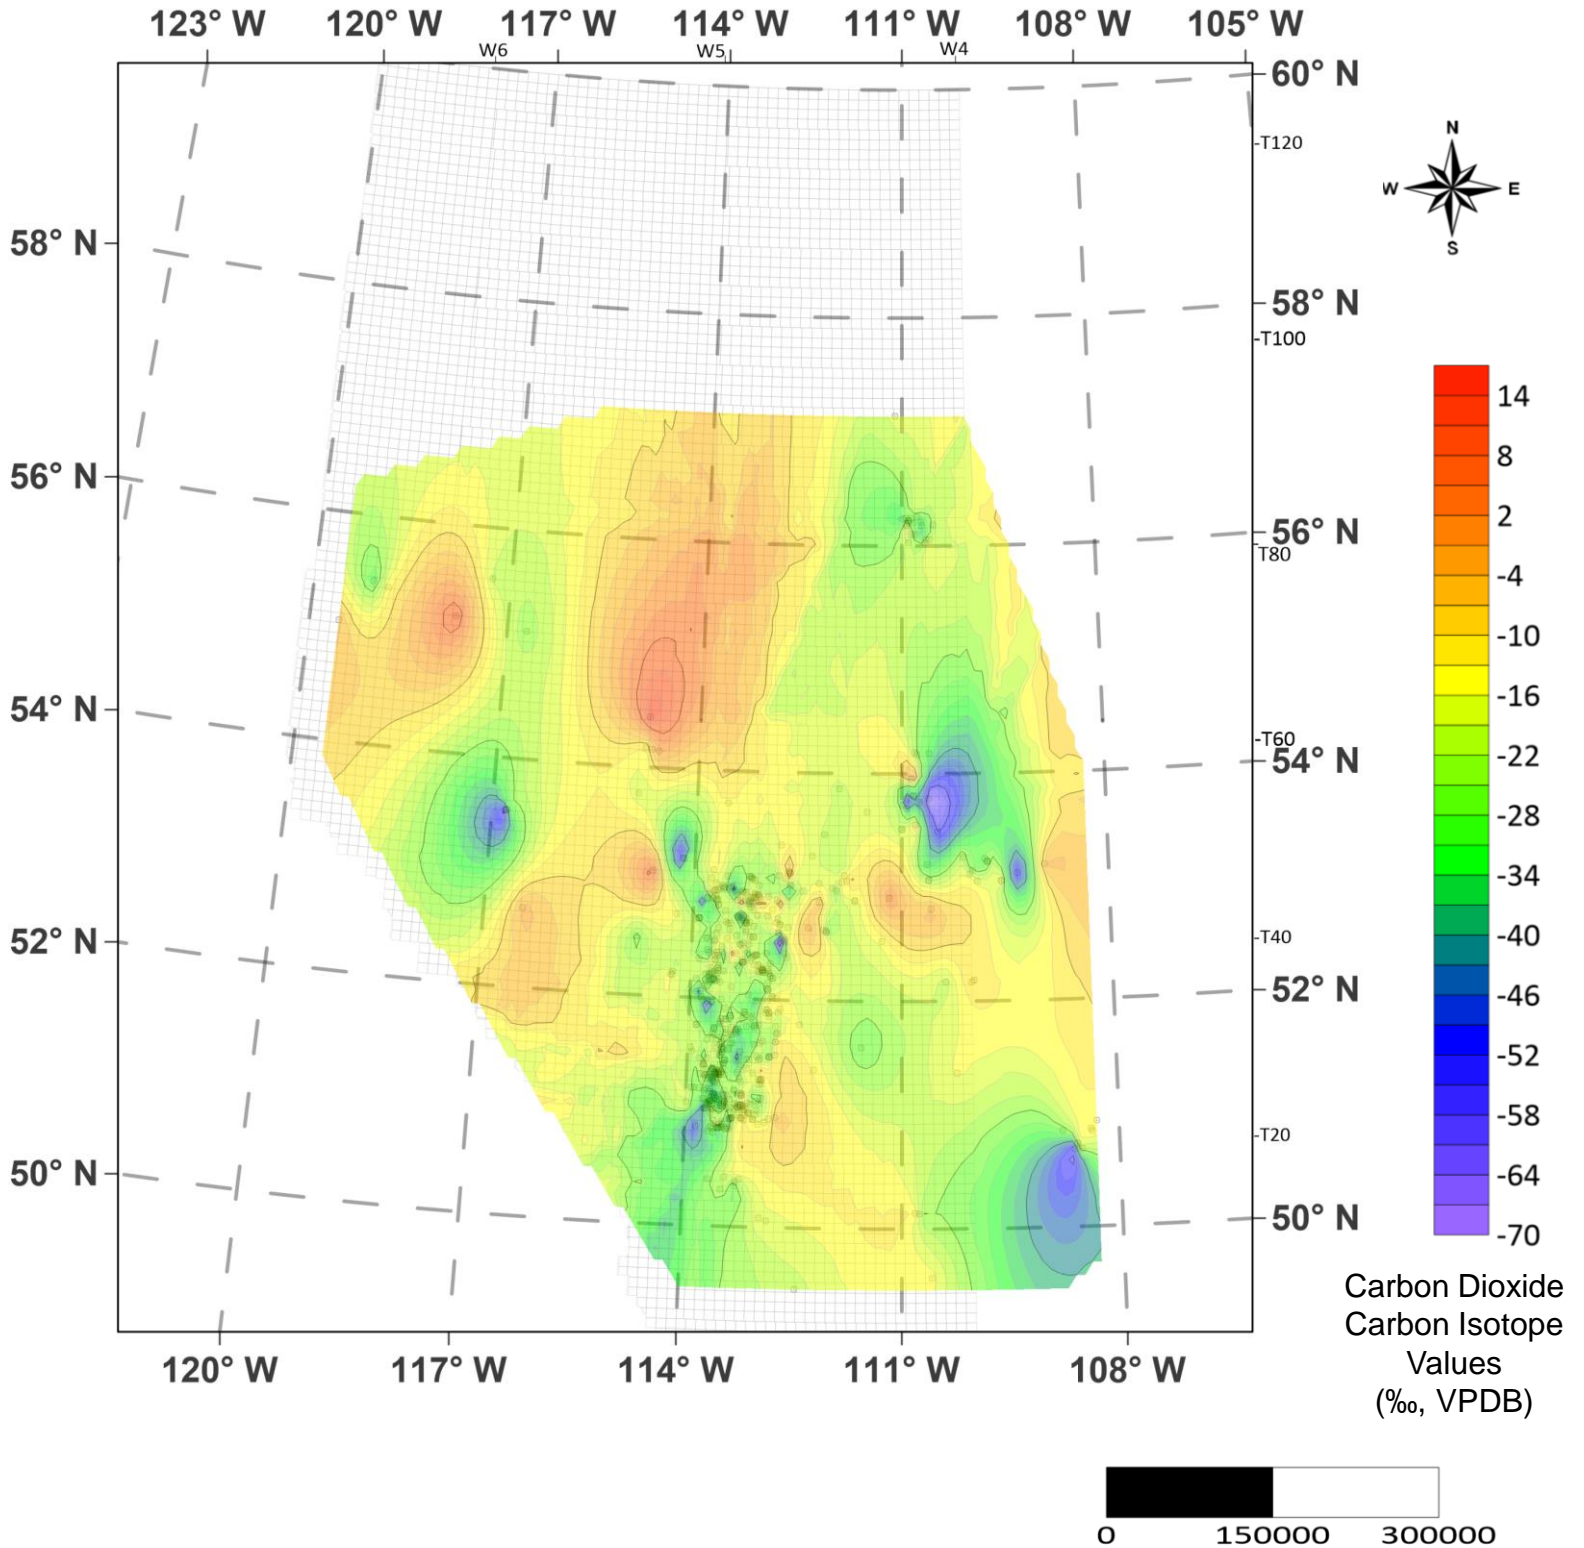 123° W 120° W 117° W 114° W 111° W 108° W 105° W
W6 W5 W4
60° N
N
-T120
W E
S
58° N
58° N
-T100
14
8
56° N
2
56° N
T80
-4
-10
-16
54° N
-T60
-22
54° N
-28
-34
52° N
-T40
-40
52° N
-46
-52
-58
-T20
50° N
-64
50° N
-70
Carbon Dioxide
Carbon Isotope
Values
(‰, VPDB)
120° W 117° W 114° W 111° W 108° W
0 150000 300000